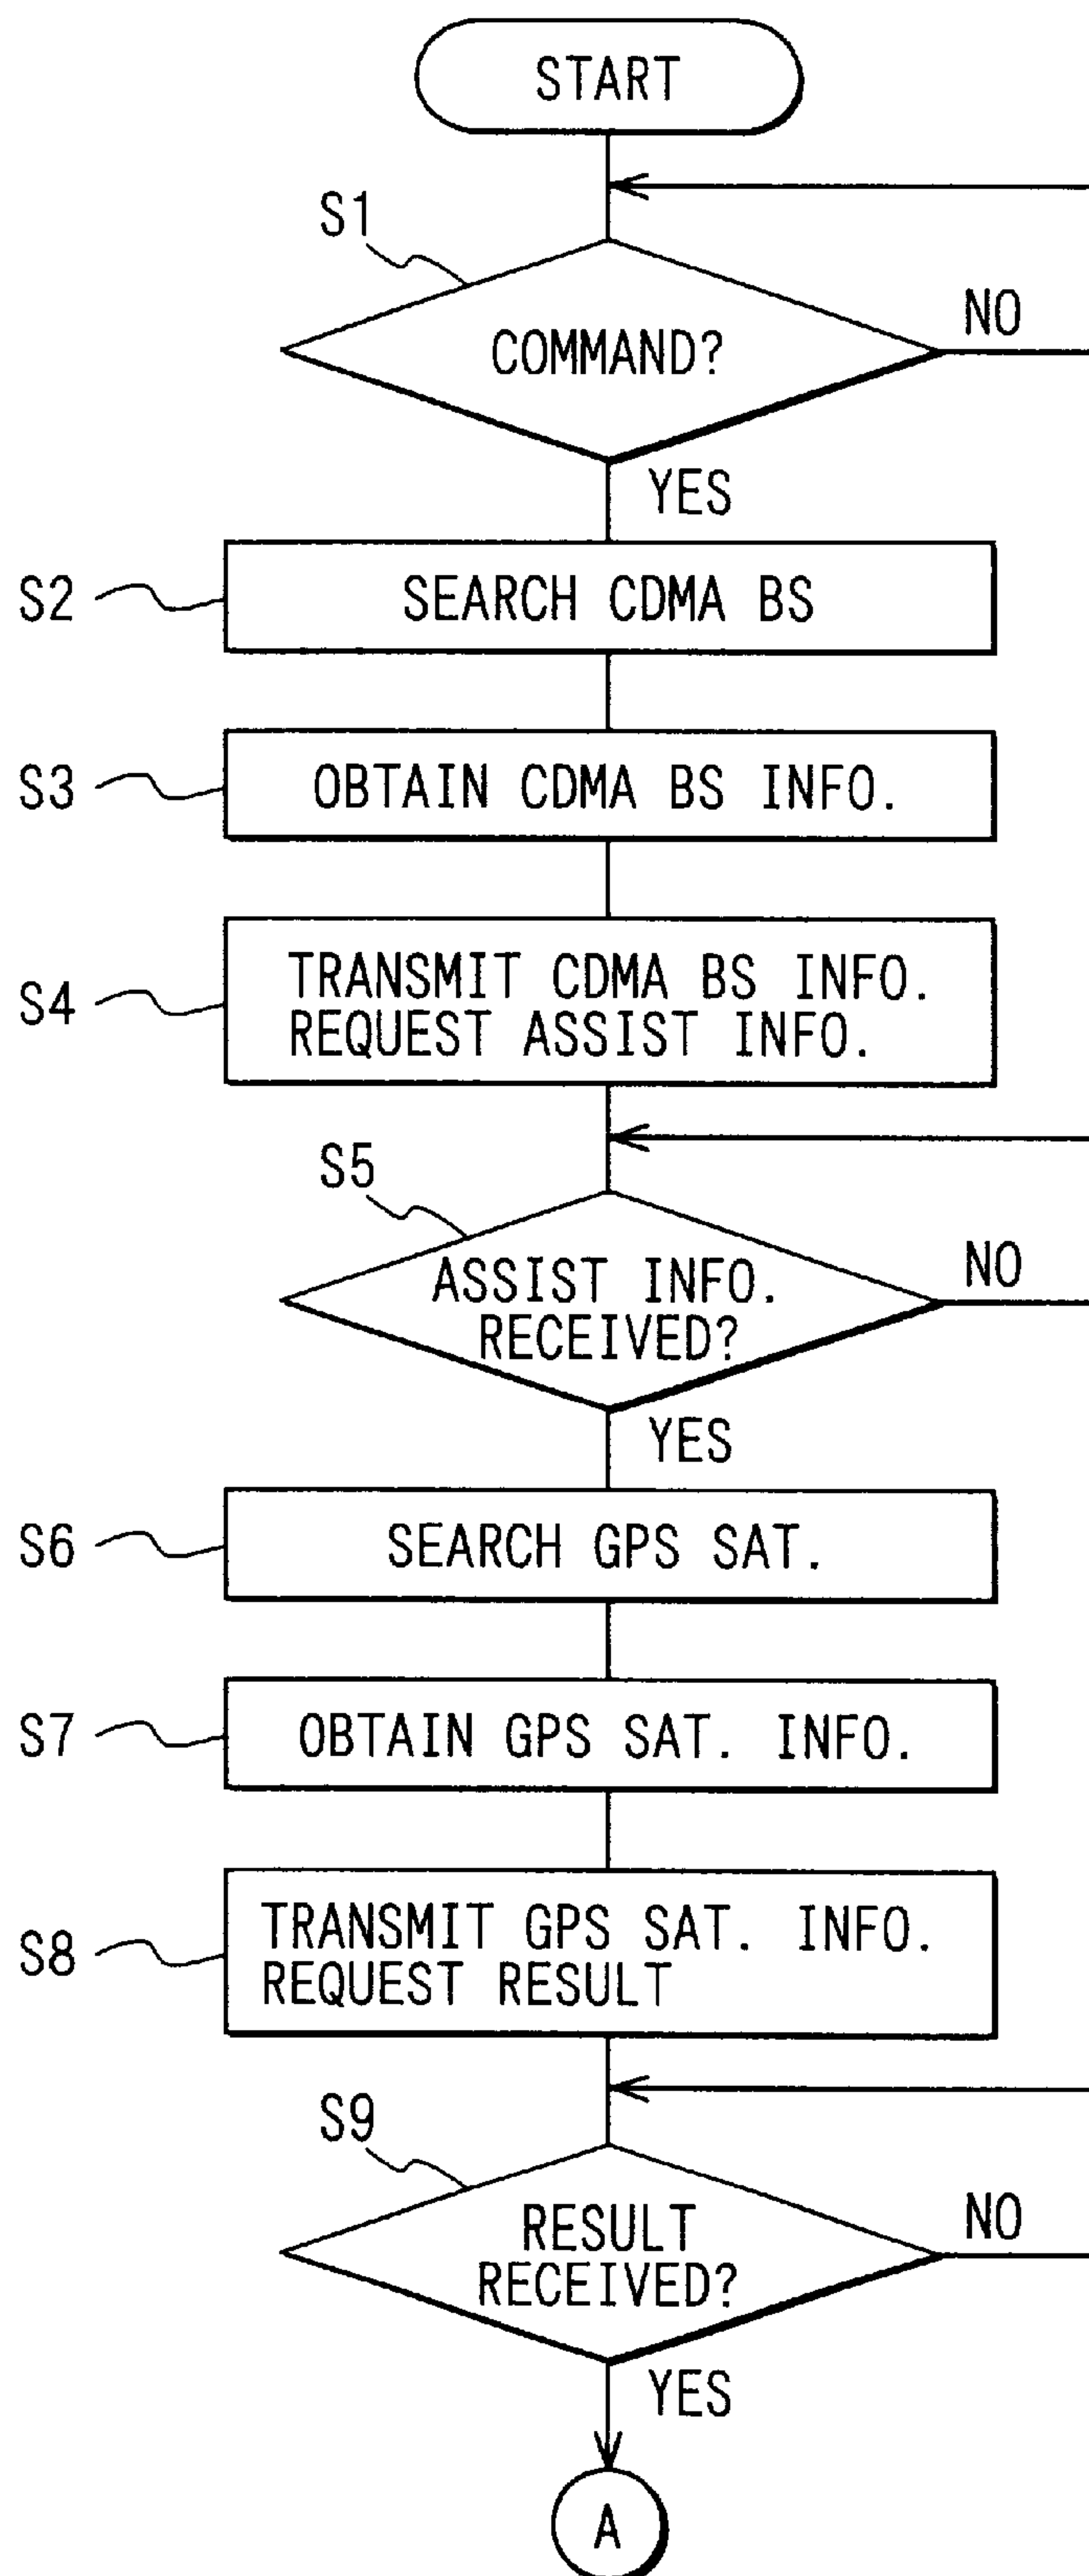 START
S1
COMMAND?
NO
YES
S2
SEARCH CDMA BS
S3
OBTAIN CDMA BS INFO.
S4
TRANSMIT CDMA BS INFO.
REQUEST ASSIST INFO.
S5
ASSIST INFO.
RECEIVED?
NO
YES
S6
SEARCH GPS SAT.
S7
OBTAIN GPS SAT. INFO.
S8
TRANSMIT GPS SAT. INFO.
REQUEST RESULT
S9
RESULT
RECEIVED?
NO
YES
A